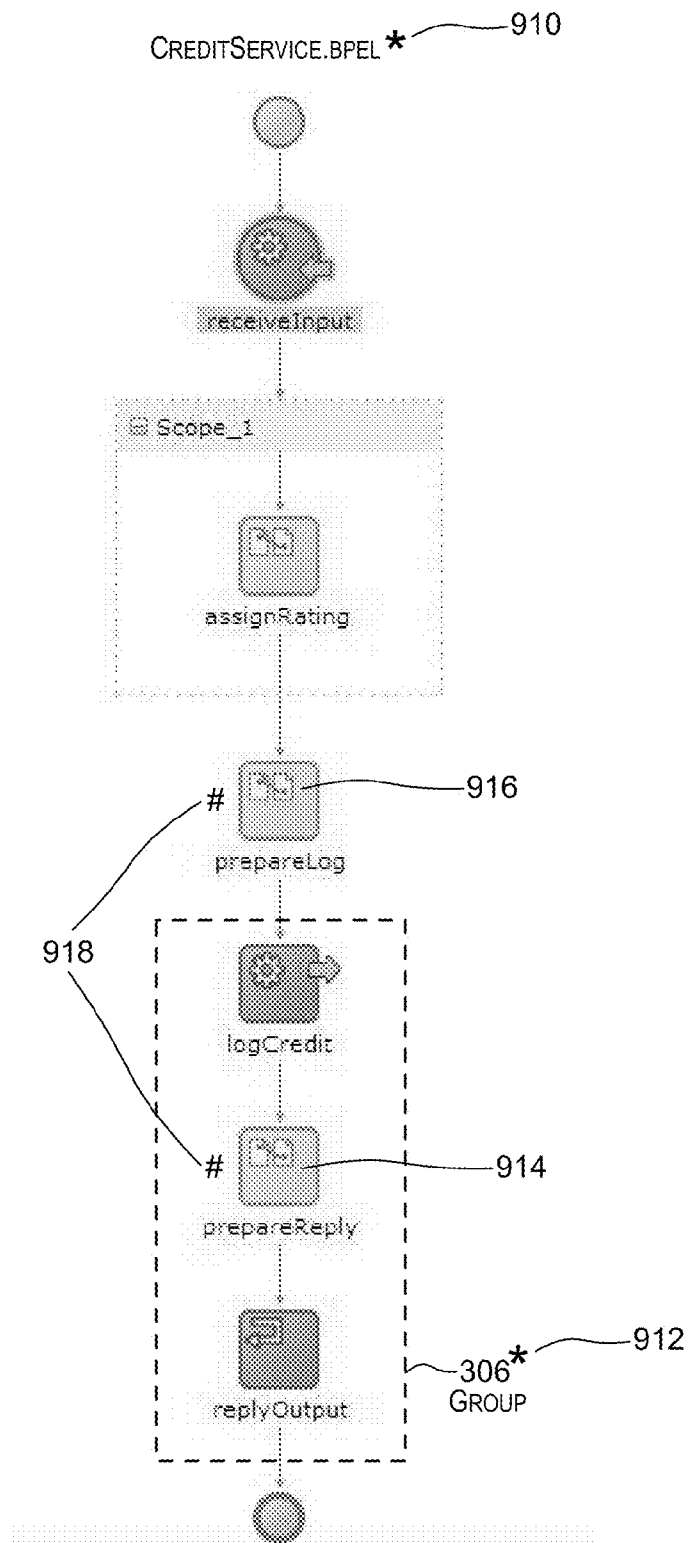 910
CREDITSERVICE.BPEL *
receiveInput
Scope_1
assignRating
# 916
prepareLog
918
logCredit
# 914
prepareReply
912
306 *
GROUP
replyOutput